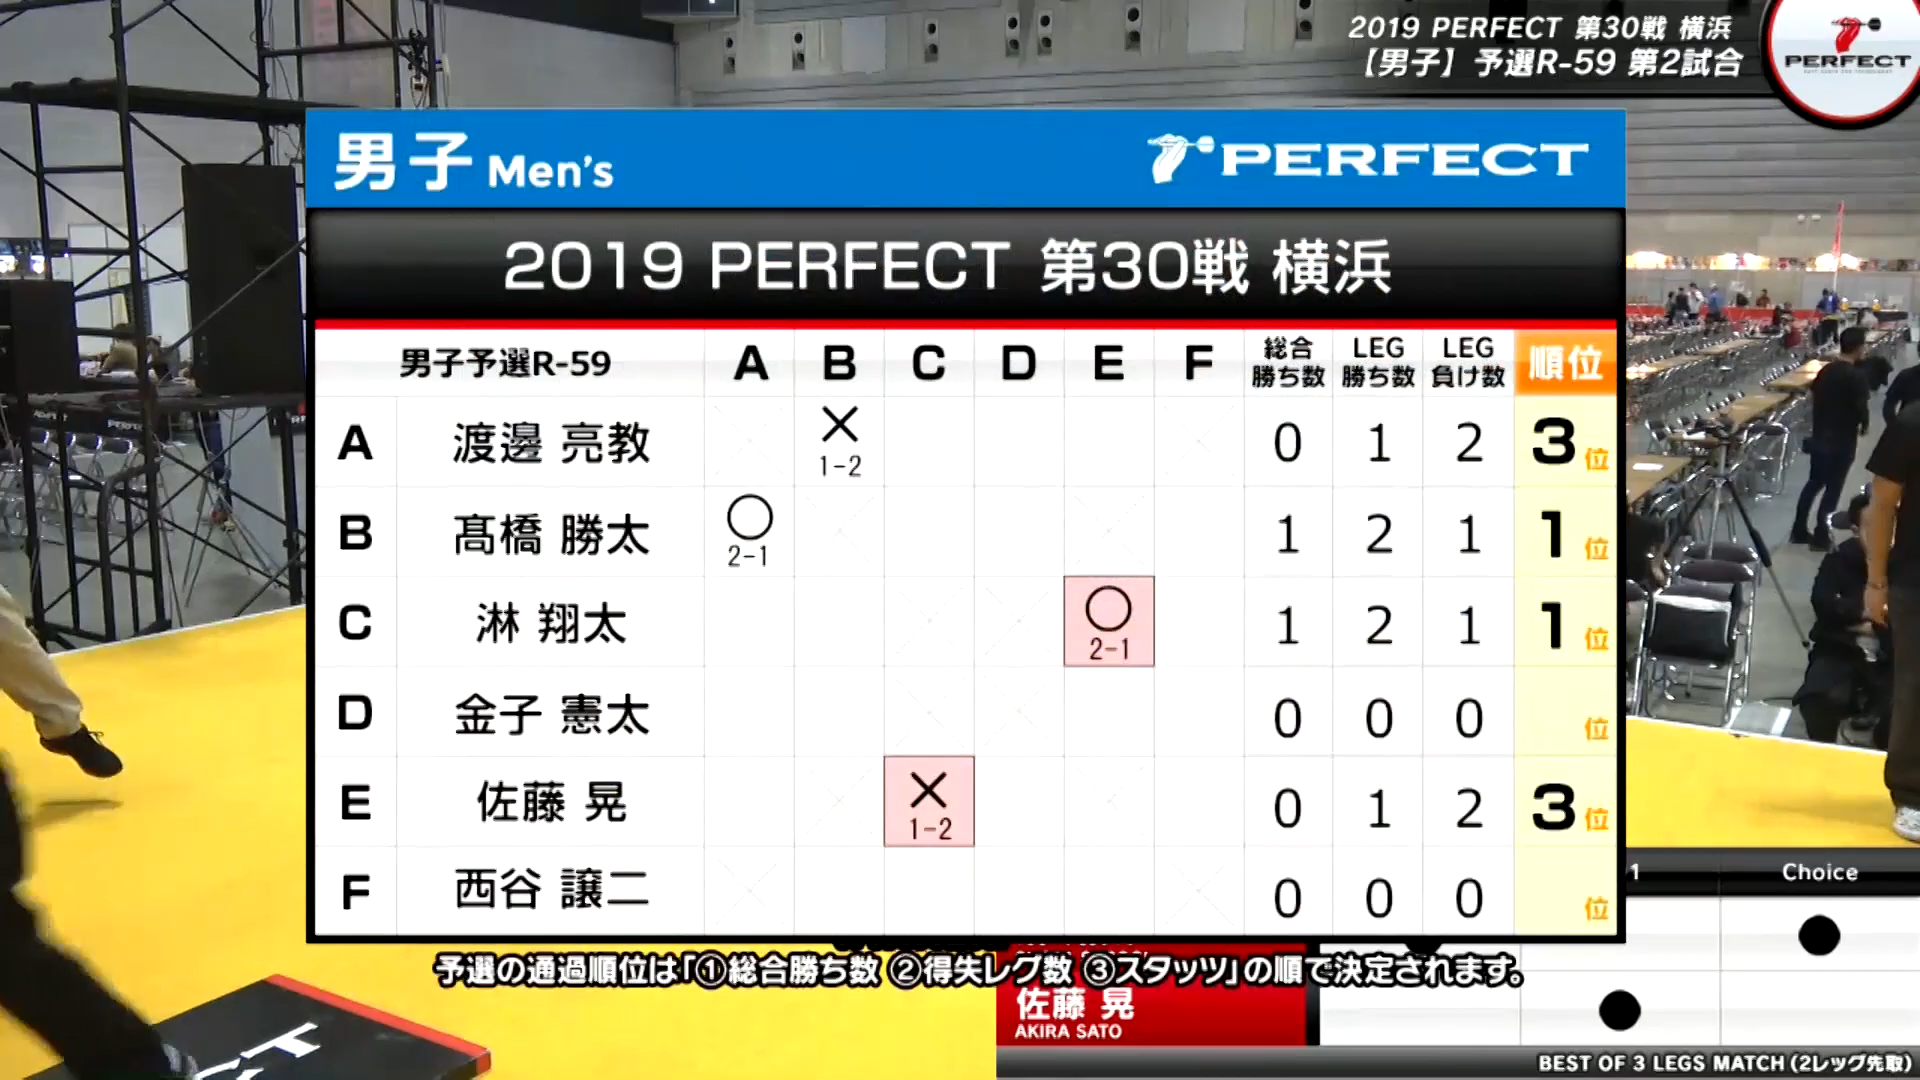 2019 PERFECT 第30戦 横浜
【男子】予選R-59 第2試合
PERFECT
男子 Men's
PERFECT
2019 PERFECT 第30戦 横浜
男子予選R-59 A B C D E F 総合勝ち数 LEG勝ち数 LEG負け数 順位
A 渡邊 亮教 × 1-2 0 1 2 3位
B 髙橋 勝太 ○ 2-1 1 2 1 1位
C 淋 翔太 ○ 2-1 1 2 1 1位
D 金子 憲太 0 0 0 位
E 佐藤 晃 × 1-2 0 1 2 3位
F 西谷 譲二 0 0 0 位
1 Choice
予選の通過順位は「①総合勝ち数 ②得失レグ数 ③スタッツ」の順で決定されます。
佐藤 晃
AKIRA SATO
BEST OF 3 LEGS MATCH (2レッグ先取)